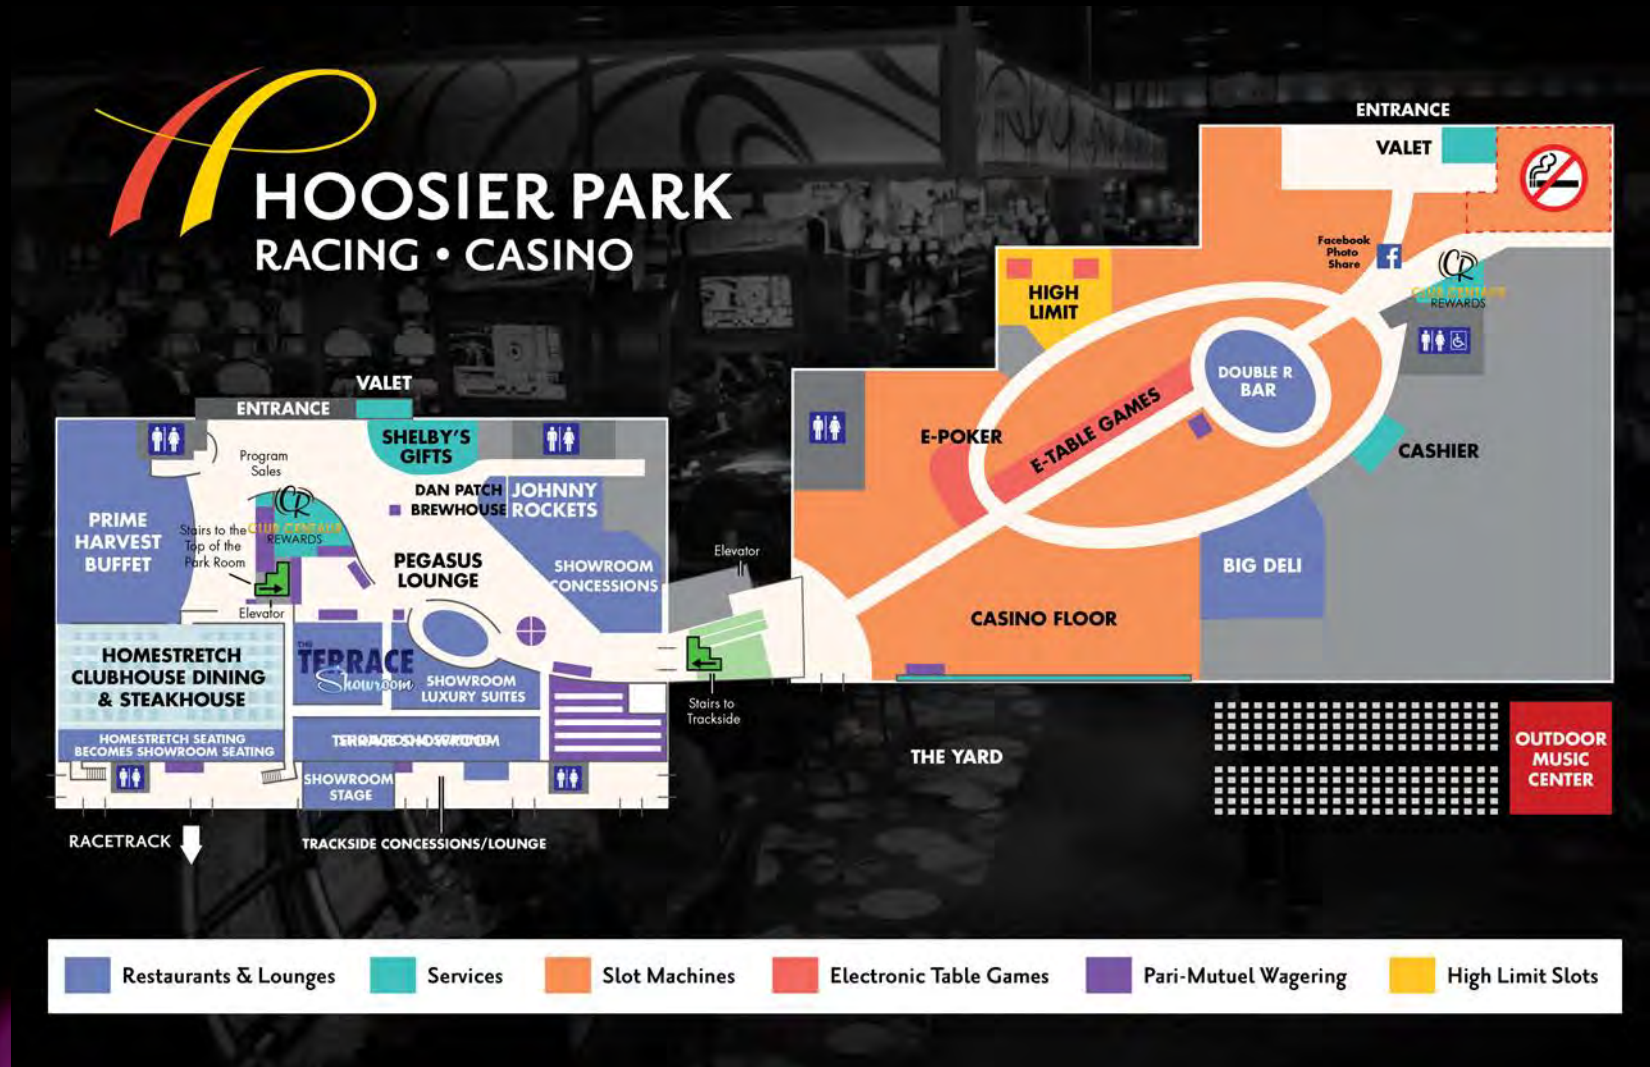 HOOSIER PARK
RACING • CASINO
ENTRANCE
VALET
Facebook
Photo
Share
CR
CLUB CENTAUR
REWARDS
HIGH
LIMIT
DOUBLE R
BAR
E-TABLE GAMES
E-POKER
CASHIER
BIG DELI
CASINO FLOOR
VALET
ENTRANCE
SHELBY'S
GIFTS
Program
Sales
CR
CLUB CENTAUR
REWARDS
DAN PATCH
BREWHOUSE
JOHNNY
ROCKETS
PRIME
HARVEST
BUFFET
Stairs to the
Top of the
Park Room
Elevator
PEGASUS
LOUNGE
SHOWROOM
CONCESSIONS
Elevator
HOMESTRETCH
CLUBHOUSE DINING
& STEAKHOUSE
THE
TERRACE
Showroom
SHOWROOM
LUXURY SUITES
Stairs to
Trackside
HOMESTRETCH SEATING
BECOMES SHOWROOM SEATING
TERRACE SHOWROOM
SHOWROOM
STAGE
THE YARD
OUTDOOR
MUSIC
CENTER
RACETRACK
TRACKSIDE CONCESSIONS/LOUNGE
Restaurants & Lounges
Services
Slot Machines
Electronic Table Games
Pari-Mutuel Wagering
High Limit Slots